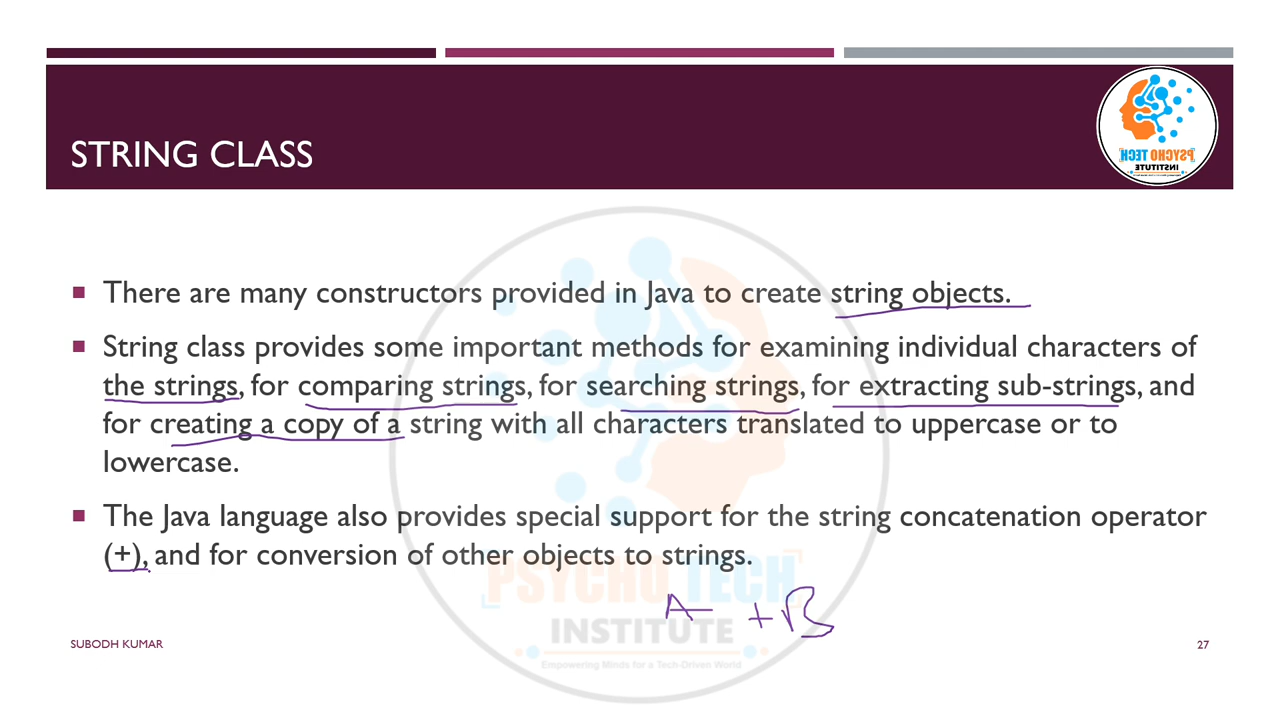 STRING CLASS
PSYCHO TECH
INSTITUTE
■ There are many constructors provided in Java to create string objects.
■ String class provides some important methods for examining individual characters of
the strings, for comparing strings, for searching strings, for extracting sub-strings, and
for creating a copy of a string with all characters translated to uppercase or to
lowercase.
■ The Java language also provides special support for the string concatenation operator
(+), and for conversion of other objects to strings.
PSYCHO TECH
A + B
INSTITUTE
Empowering Minds for a Tech-Driven World
SUBODH KUMAR
27